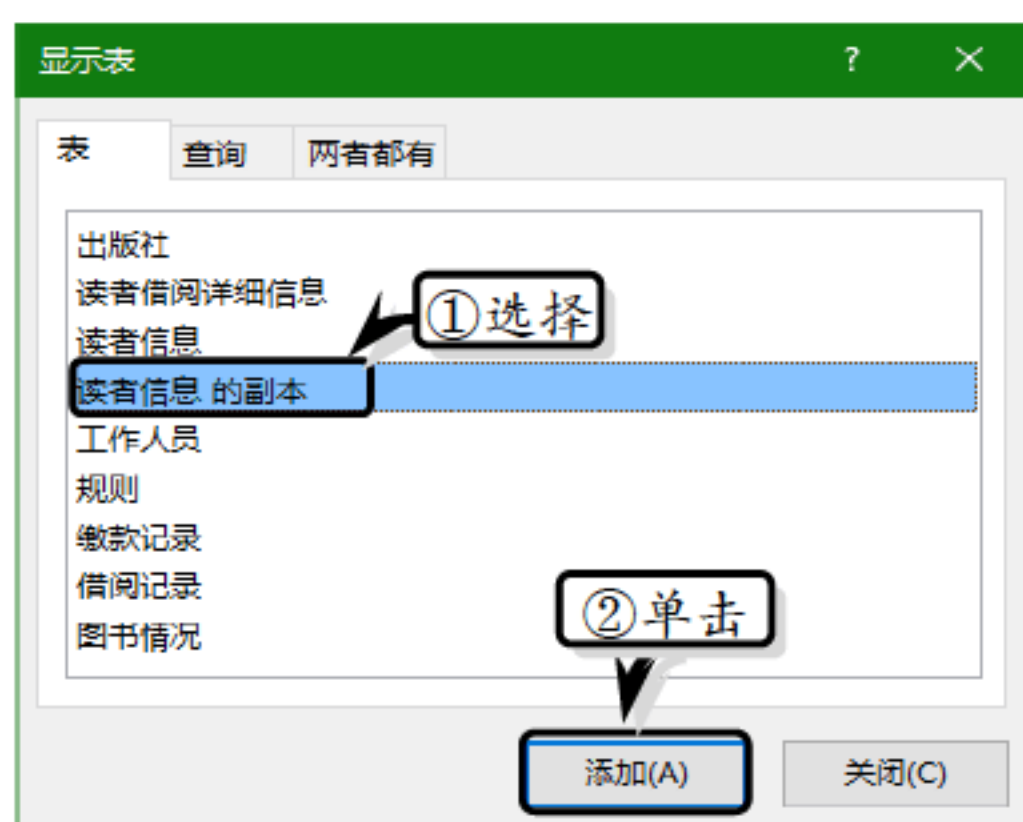 显示表 ? ×
表 查询 两者都有
出版社
读者借阅详细信息
①选择
读者信息
读者信息 的副本
工作人员
规则
缴款记录
借阅记录
②单击
图书情况
添加(A) 关闭(C)